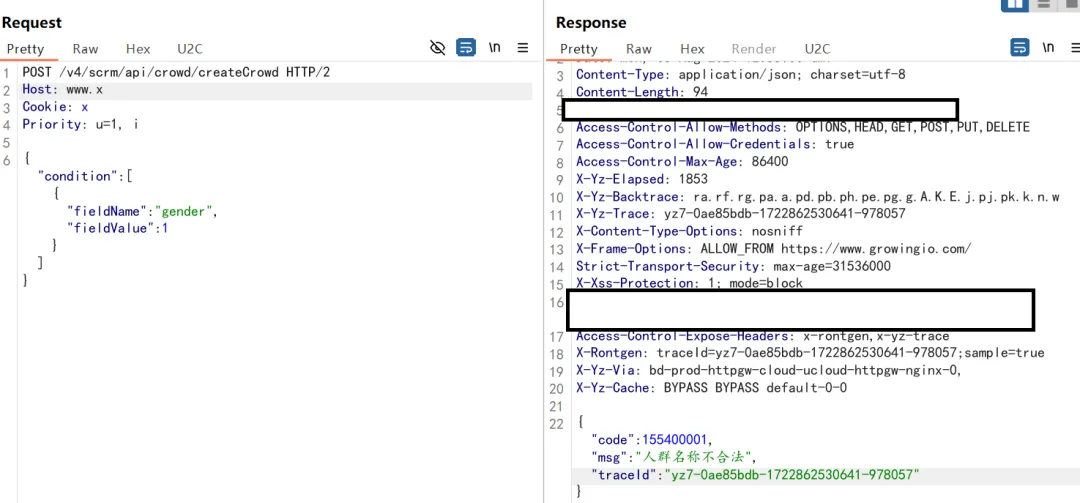 Request
Pretty Raw Hex U2C \n
1 POST /v4/scrm/api/crowd/createCrowd HTTP/2
2 Host: www.x
3 Cookie: x
4 Priority: u=1, i
5
6 {
"condition":[
{
"fieldName":"gender",
"fieldValue":1
}
]
}
Response
Pretty Raw Hex Render U2C \n
3 Content-Type: application/json; charset=utf-8
4 Content-Length: 94
5
6 Access-Control-Allow-Methods: OPTIONS,HEAD,GET,POST,PUT,DELETE
7 Access-Control-Allow-Credentials: true
8 Access-Control-Max-Age: 86400
9 X-Yz-Elapsed: 1853
10 X-Yz-Backtrace: ra.rf.rg.pa.a.pd.pb.ph.pe.pg.g.A.K.E.j.pj.pk.k.n.w
11 X-Yz-Trace: yz7-0ae85bdb-1722862530641-978057
12 X-Content-Type-Options: nosniff
13 X-Frame-Options: ALLOW_FROM https://www.growingio.com/
14 Strict-Transport-Security: max-age=31536000
15 X-Xss-Protection: 1; mode=block
16
17 Access-Control-Expose-Headers: x-rontgen,x-yz-trace
18 X-Rontgen: traceId=yz7-0ae85bdb-1722862530641-978057;sample=true
19 X-Yz-Via: bd-prod-httpgw-cloud-ucloud-httpgw-nginx-0,
20 X-Yz-Cache: BYPASS BYPASS default-0-0
21
22 {
"code":155400001,
"msg":"人群名称不合法",
"traceId":"yz7-0ae85bdb-1722862530641-978057"
}